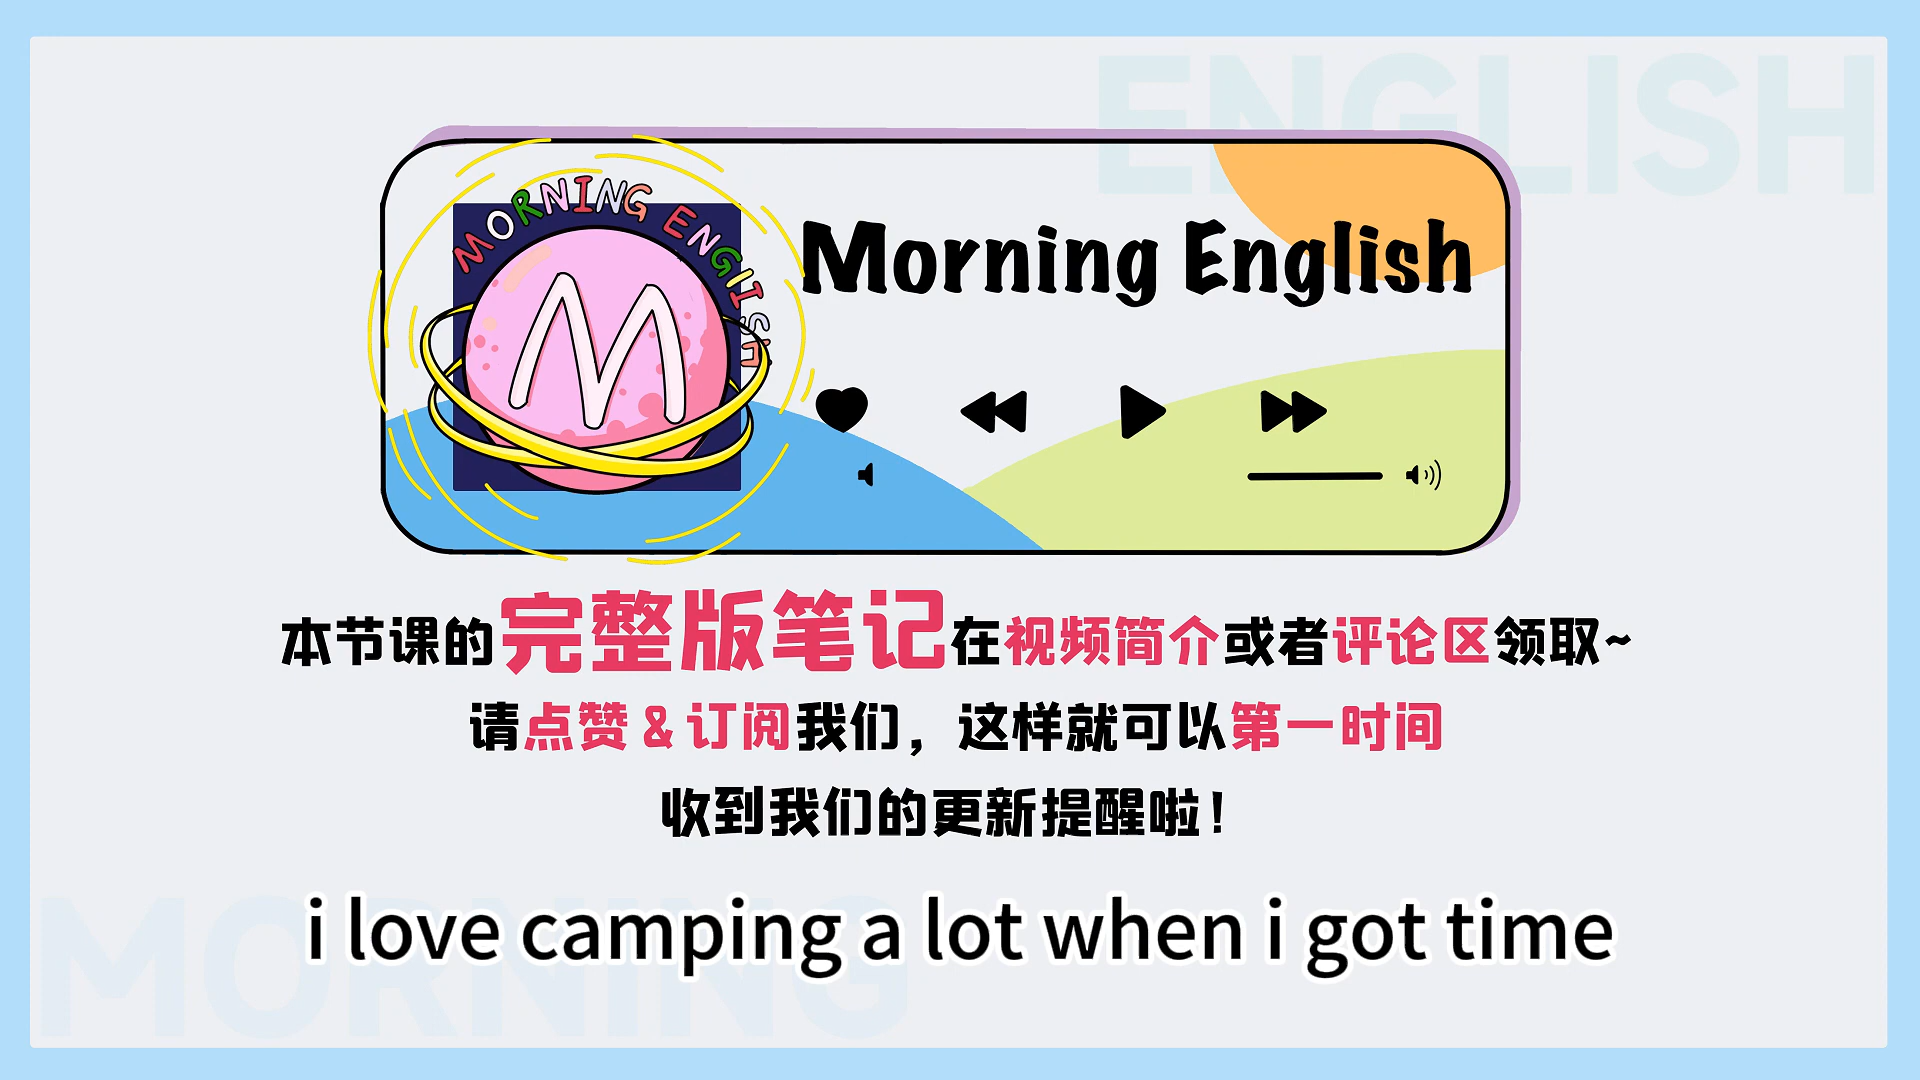 ENGLISH
MORNING ENGlISH
M
Morning English
本节课的完整版笔记在视频简介或者评论区领取~
请点赞&订阅我们，这样就可以第一时间
收到我们的更新提醒啦！
MORNING
i love camping a lot when i got time